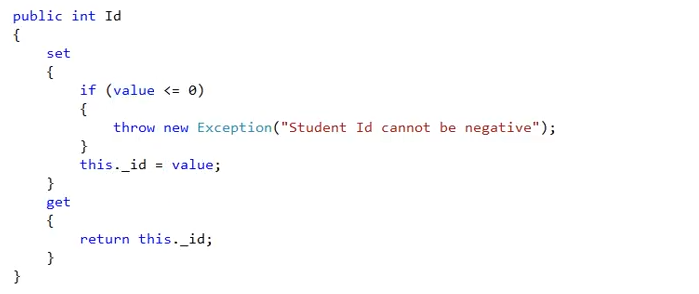 public int Id
{
    set
    {
        if (value <= 0)
        {
            throw new Exception("Student Id cannot be negative");
        }
        this._id = value;
    }
    get
    {
        return this._id;
    }
}